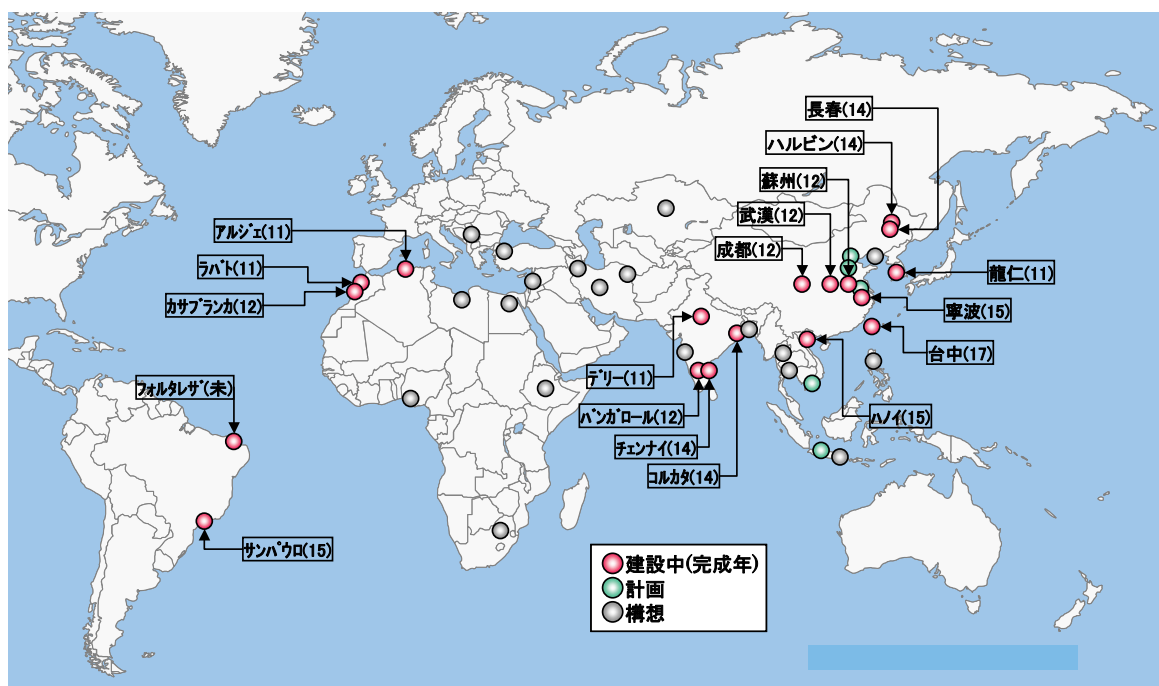 長春(14)
ハルビン(14)
蘇州(12)
武漢(12)
成都(12)
アルジェ(11)
ラバト(11)
カサブランカ(12)
龍仁(11)
寧波(15)
台中(17)
デリー(11)
フォルタレザ(未)
バンガロール(12)
ハノイ(15)
チェンナイ(14)
コルカタ(14)
サンパウロ(15)
建設中(完成年)
計画
構想